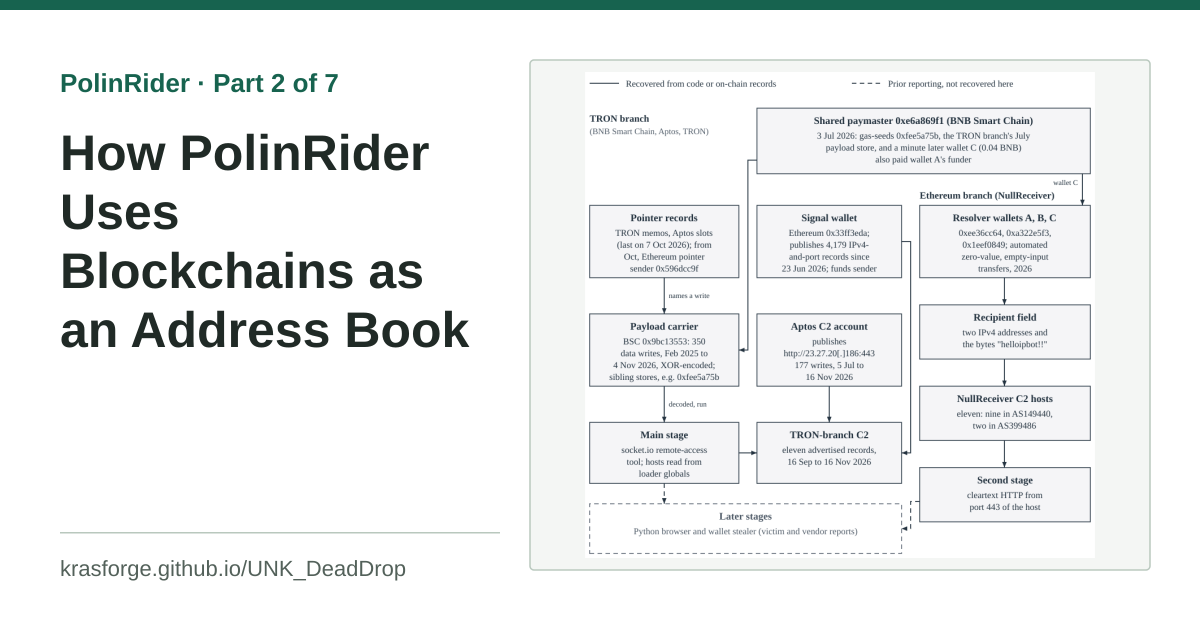 PolinRider · Part 2 of 7
How PolinRider
Uses
Blockchains as
an Address Book
krasforge.github.io/UNK_DeadDrop
Recovered from code or on-chain records
Prior reporting, not recovered here
TRON branch
(BNB Smart Chain, Aptos, TRON)
Shared paymaster 0xe6a869f1 (BNB Smart Chain)
3 Jul 2026: gas-seeds 0xfee5a75b, the TRON branch's July
payload store, and a minute later wallet C (0.04 BNB)
also paid wallet A's funder
wallet C
Ethereum branch (NullReceiver)
Pointer records
TRON memos, Aptos slots
(last on 7 Oct 2026); from
Oct, Ethereum pointer
sender 0x596dcc9f
Signal wallet
Ethereum 0x33ff3eda;
publishes 4,179 IPv4-
and-port records since
23 Jun 2026; funds sender
Resolver wallets A, B, C
0xee36cc64, 0xa322e5f3,
0x1eef0849; automated
zero-value, empty-input
transfers, 2026
names a write
Payload carrier
BSC 0x9bc13553: 350
data writes, Feb 2025 to
4 Nov 2026, XOR-encoded;
sibling stores, e.g. 0xfee5a75b
Aptos C2 account
publishes
http://23.27.20[.]186:443
177 writes, 5 Jul to
16 Nov 2026
Recipient field
two IPv4 addresses and
the bytes "helloipbot!!"
decoded, run
NullReceiver C2 hosts
eleven: nine in AS149440,
two in AS399486
Main stage
socket.io remote-access
tool; hosts read from
loader globals
TRON-branch C2
eleven advertised records,
16 Sep to 16 Nov 2026
Second stage
cleartext HTTP from
port 443 of the host
Later stages
Python browser and wallet stealer (victim and vendor reports)